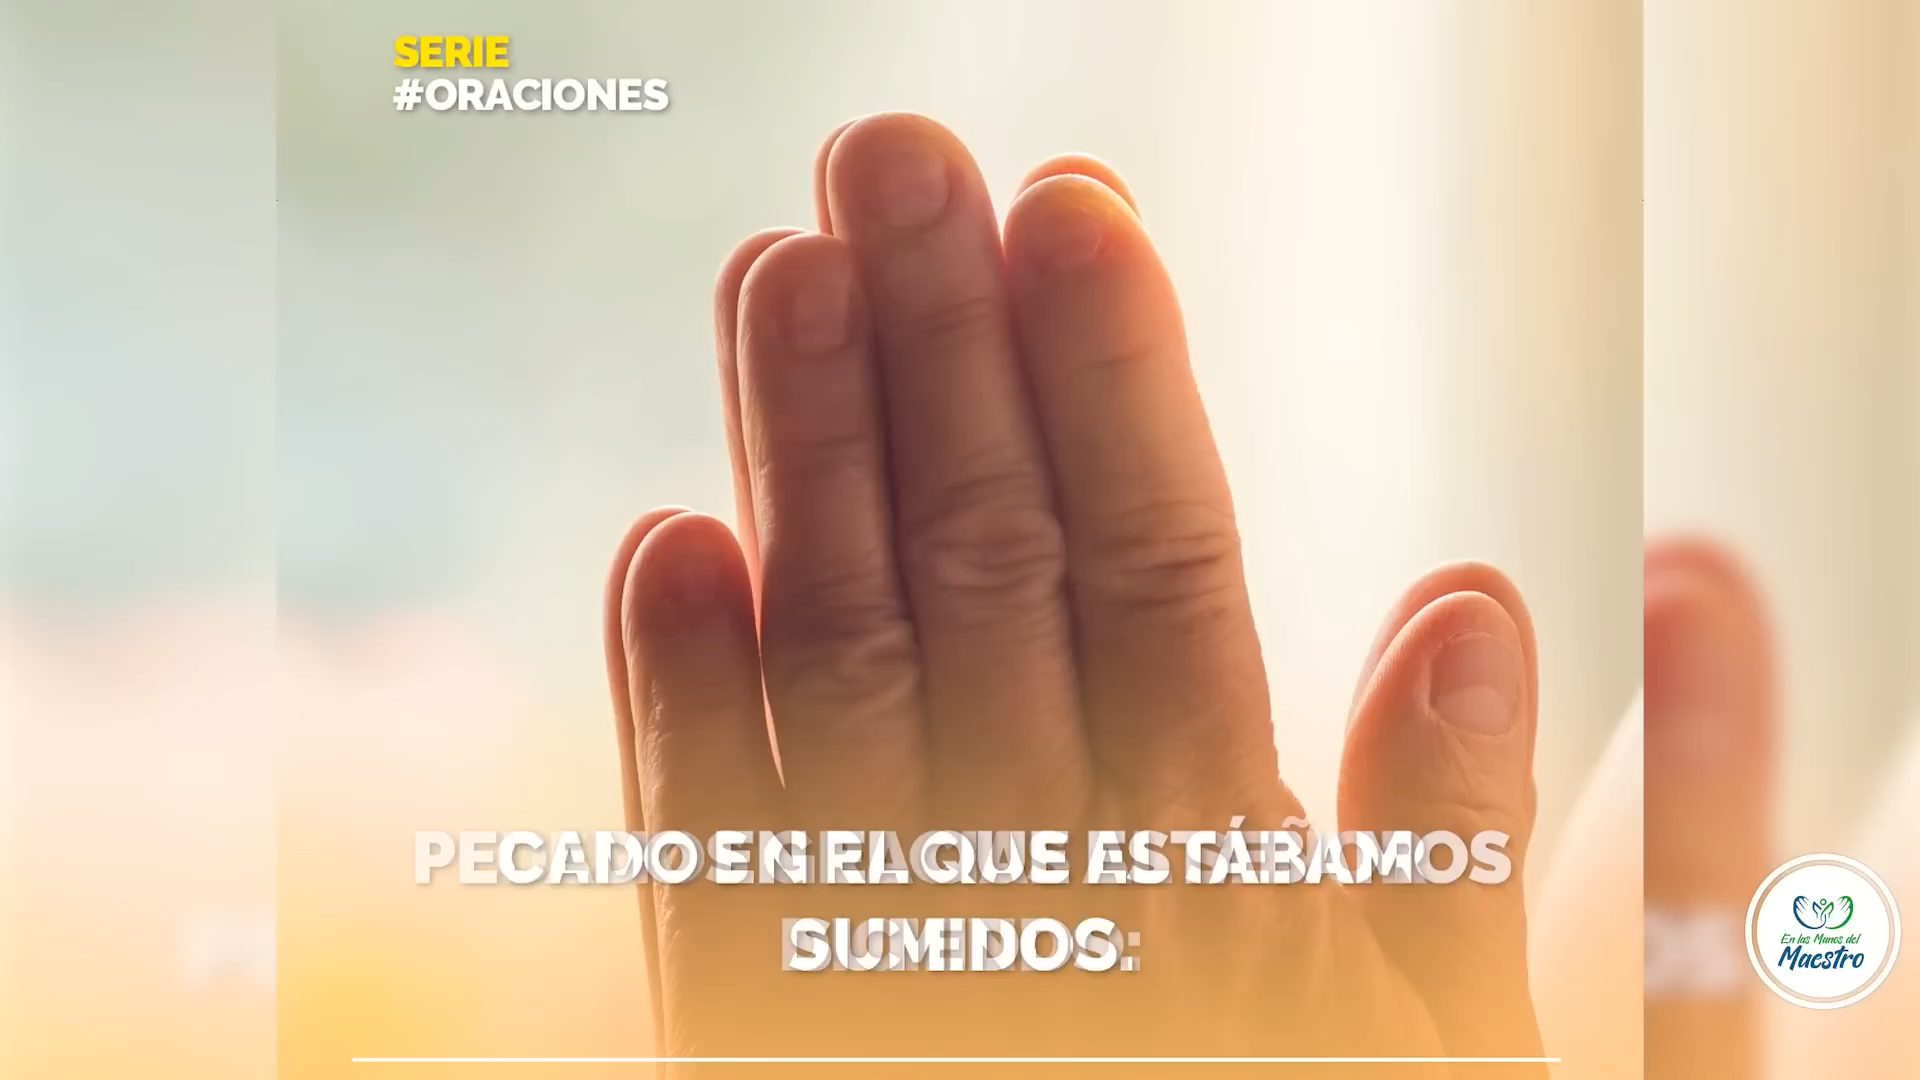 SERIE
#ORACIONES
PECADO EN EL QUE ESTÁBAMOS
SUMIDOS.
En las Manos del
Maestro